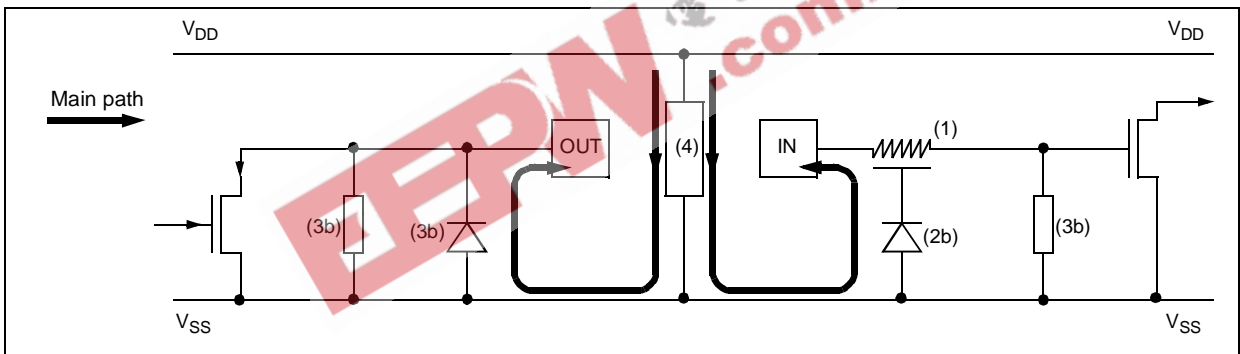 VDD
VDD
Main path
OUT
(4)
IN
(1)
(3b)
(3b)
(2b)
(3b)
VSS
VSS
EEPW
.com